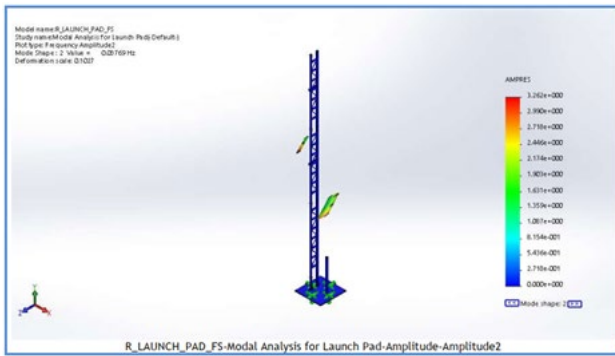 Model name:R_LAUNCH_PAD_FS
Study name:Modal Analysis for Launch Pad(-Default-)
Plot type: Frequency Amplitude2
Mode Shape : 2 Value = 0.03769 Hz
Deformation scale: 0.1037
AMPRES
3.262e+000
2.990e+000
2.718e+000
2.446e+000
2.174e+000
1.903e+000
1.631e+000
1.359e+000
1.087e+000
8.154e-001
5.436e-001
2.718e-001
0.000e+000
Mode shape: 2
Y
Z
X
R_LAUNCH_PAD_FS-Modal Analysis for Launch Pad-Amplitude-Amplitude2